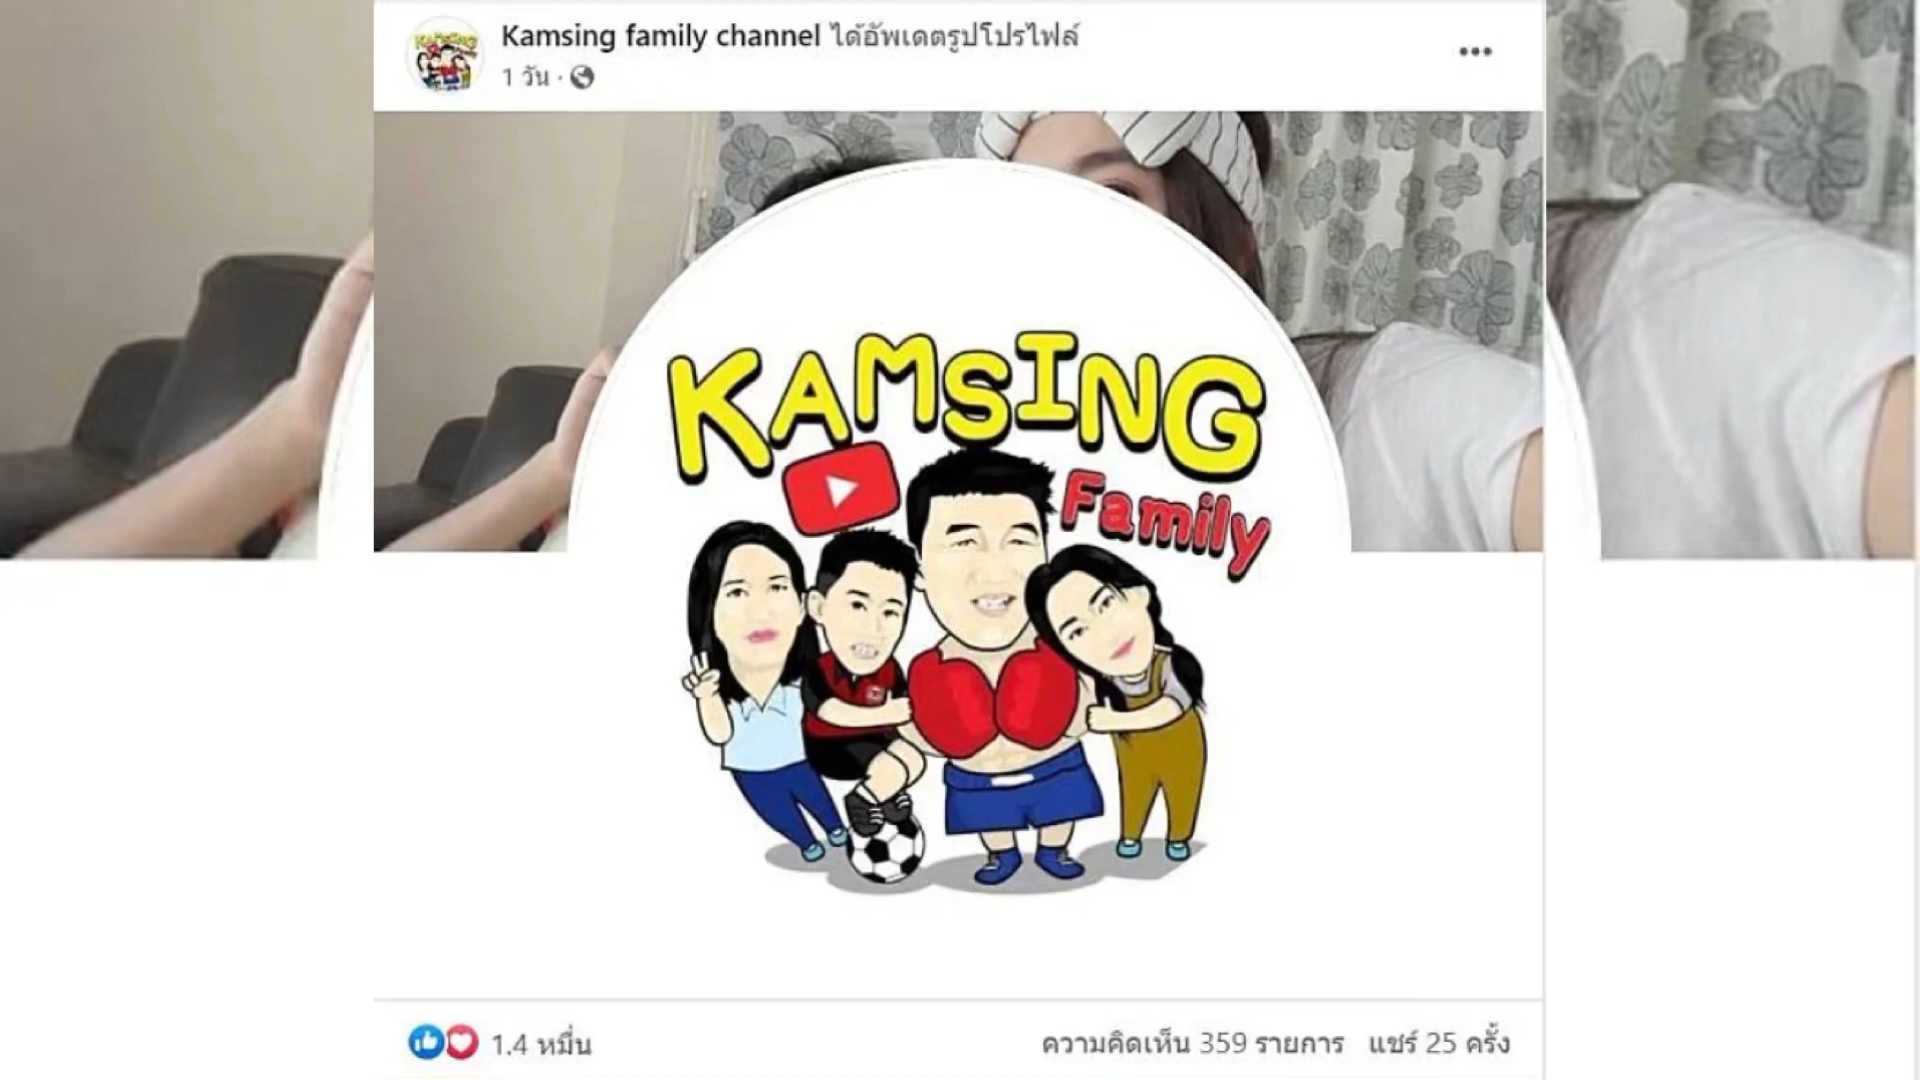 Kamsing family channel ได้อัพเดตรูปโปรไฟล์
1 วัน ·
KAMSING
Family
1.4 หมื่น
ความคิดเห็น 359 รายการ แชร์ 25 ครั้ง